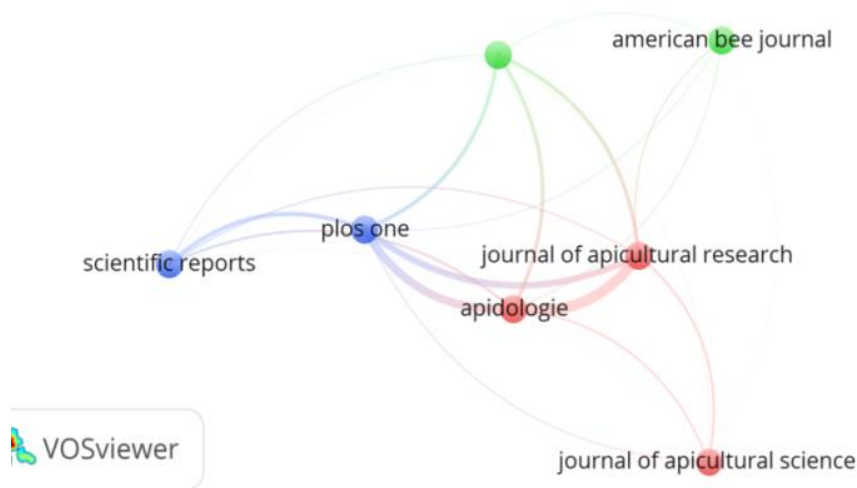 american bee journal
plos one
scientific reports
journal of apicultural research
apidologie
VOSviewer
journal of apicultural science